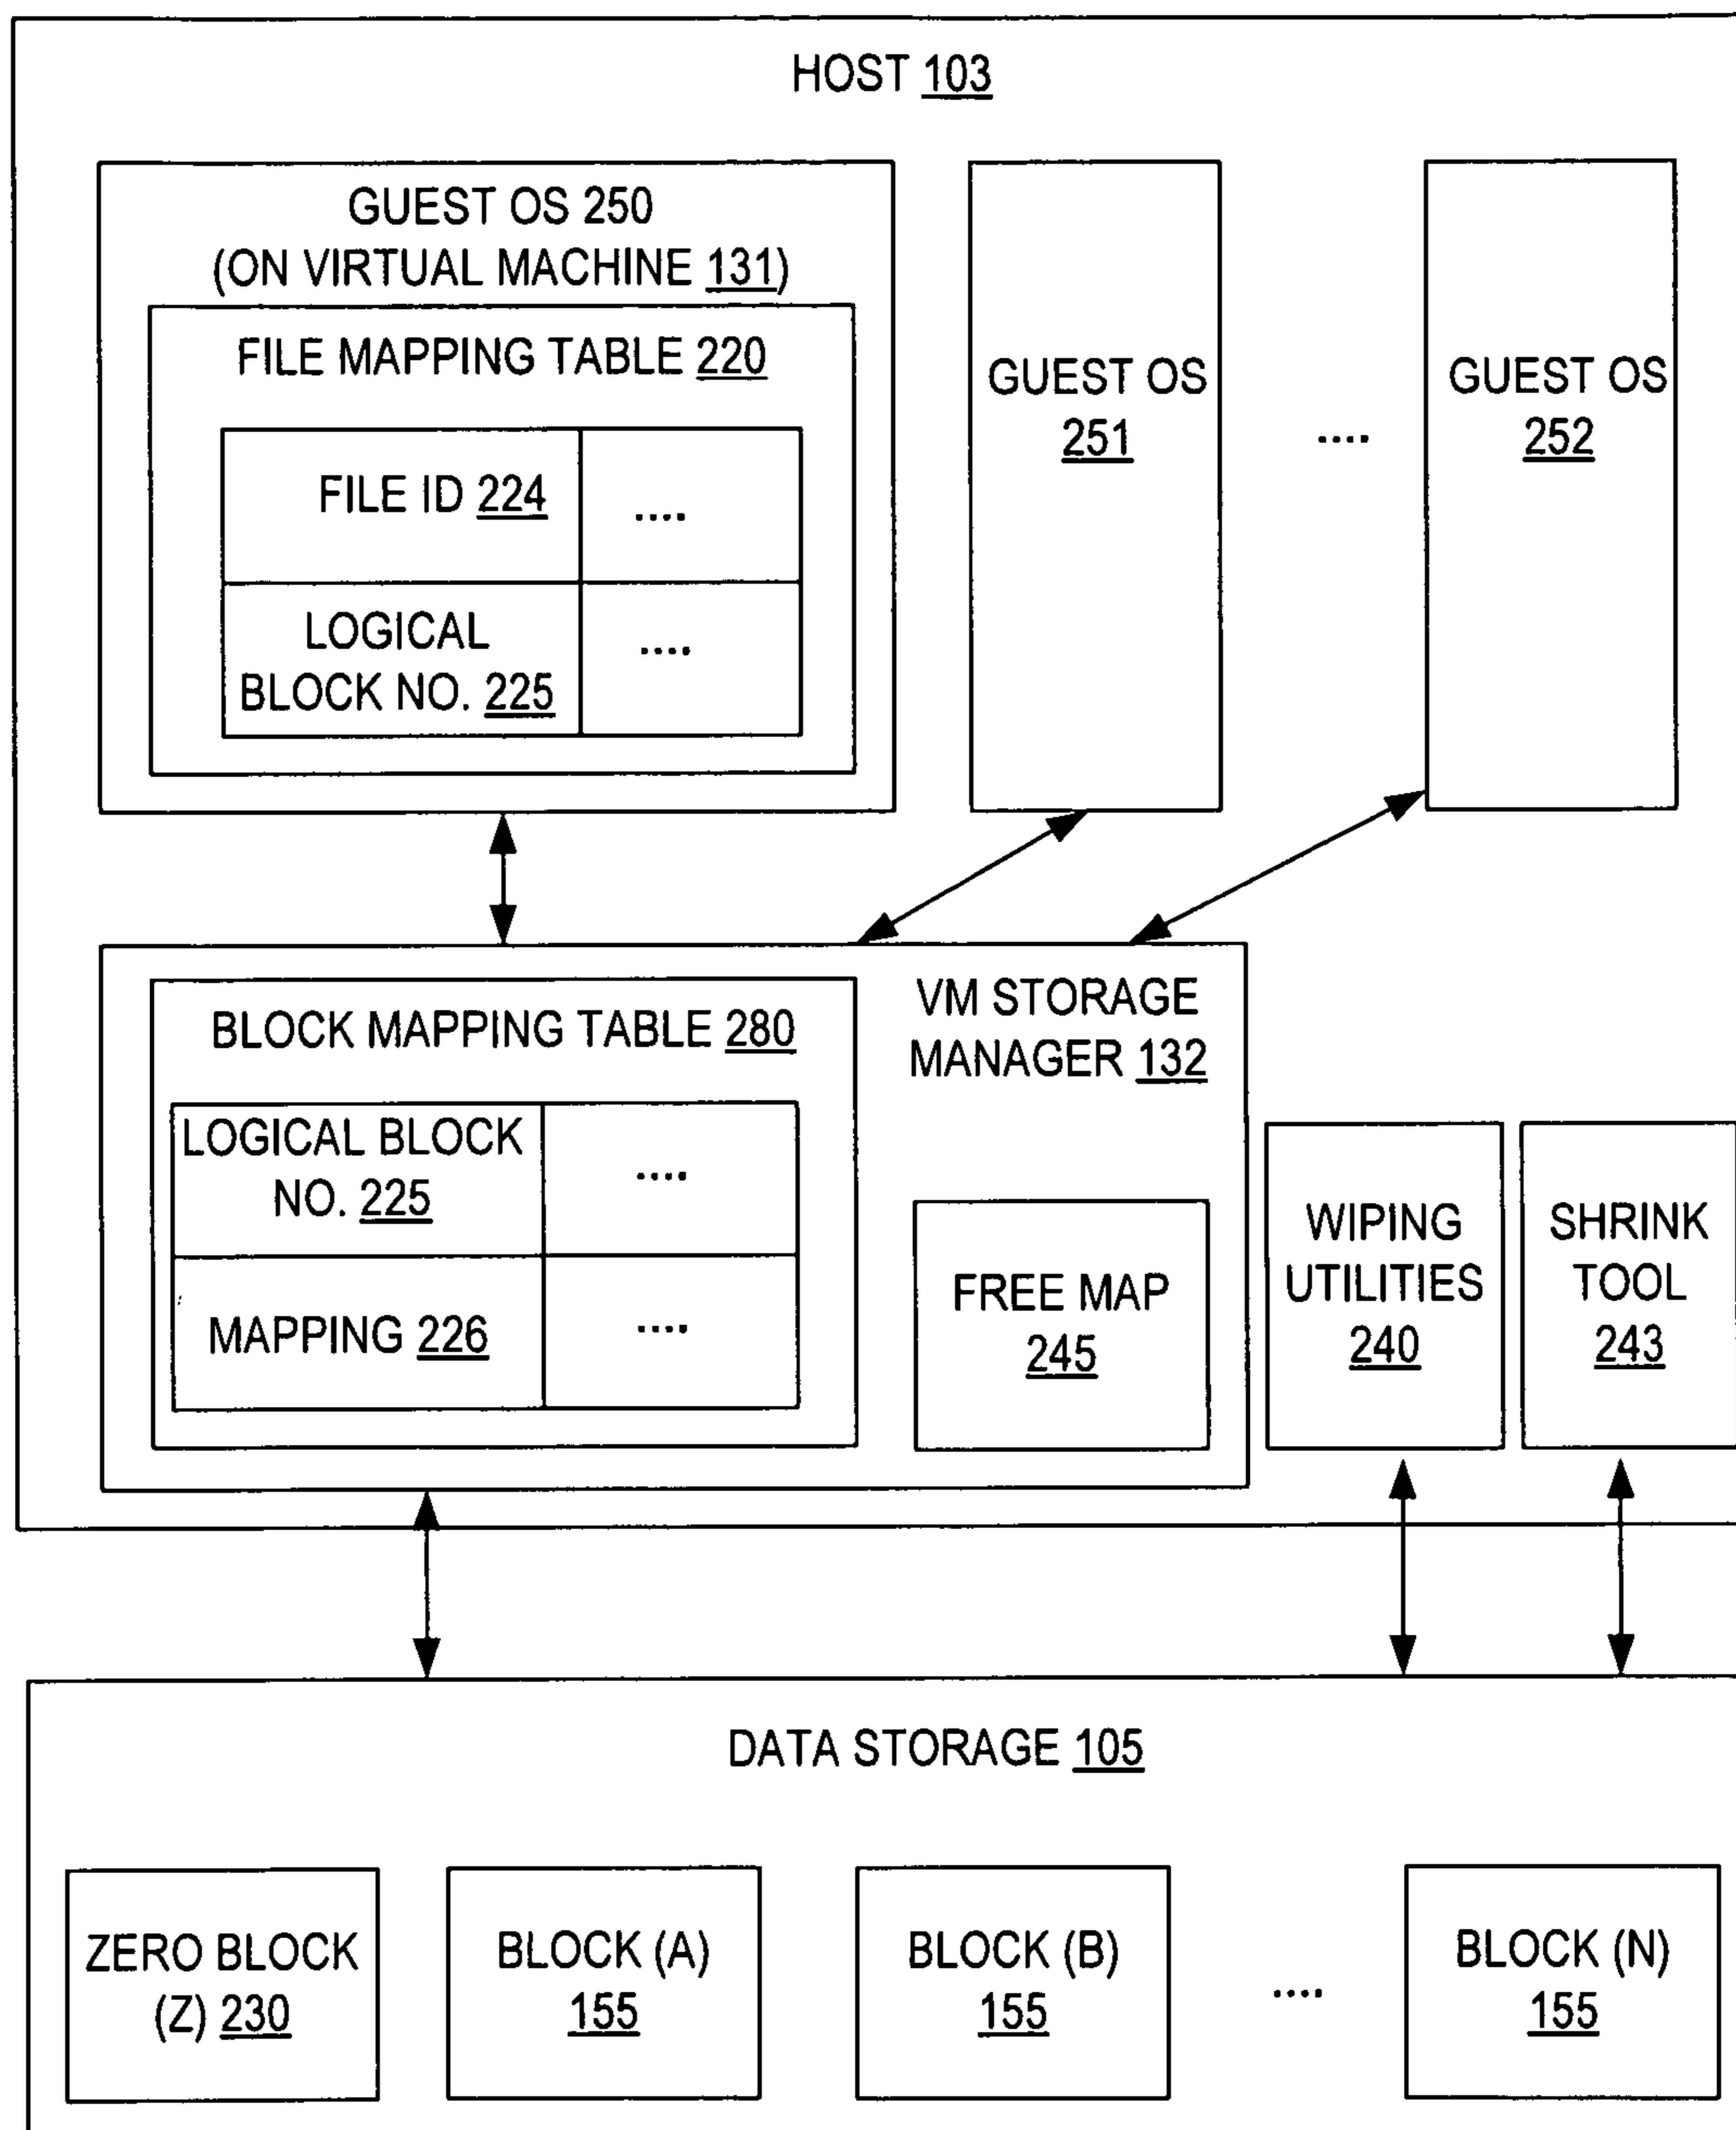 HOST 103
GUEST OS 250
(ON VIRTUAL MACHINE 131)
FILE MAPPING TABLE 220
FILE ID 224
....
LOGICAL
BLOCK NO. 225
....
GUEST OS
251
....
GUEST OS
252
BLOCK MAPPING TABLE 280
LOGICAL BLOCK
NO. 225
....
MAPPING 226
....
VM STORAGE
MANAGER 132
FREE MAP
245
WIPING
UTILITIES
240
SHRINK
TOOL
243
DATA STORAGE 105
ZERO BLOCK
(Z) 230
BLOCK (A)
155
BLOCK (B)
155
....
BLOCK (N)
155